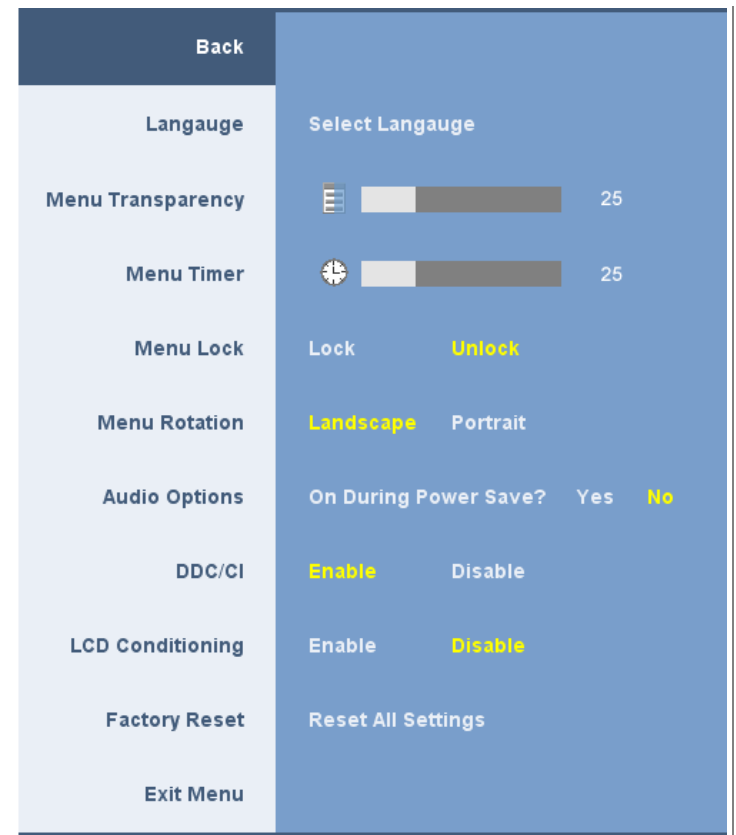 Back
Langauge Select Langauge
Menu Transparency 25
Menu Timer 25
Menu Lock Lock Unlock
Menu Rotation Landscape Portrait
Audio Options On During Power Save? Yes No
DDC/CI Enable Disable
LCD Conditioning Enable Disable
Factory Reset Reset All Settings
Exit Menu